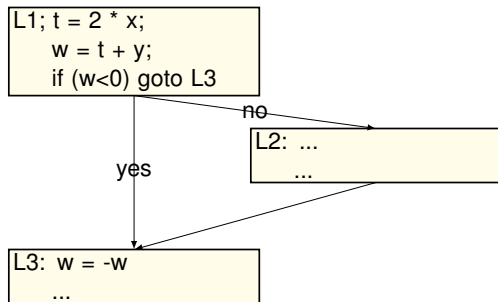 L1; t = 2 * x;
w = t + y;
if (w<0) goto L3
no
L2: ...
...
yes
L3: w = -w
...